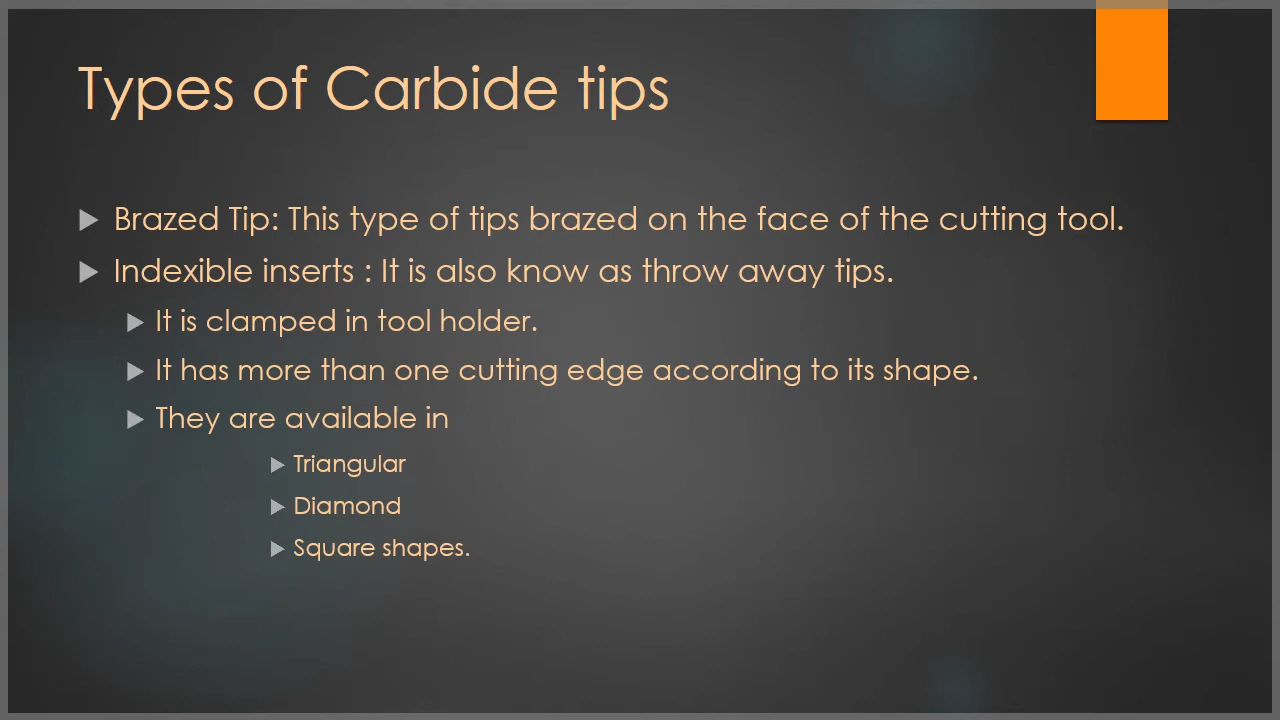 Types of Carbide tips
Brazed Tip: This type of tips brazed on the face of the cutting tool.
Indexible inserts : It is also know as throw away tips.
It is clamped in tool holder.
It has more than one cutting edge according to its shape.
They are available in
Triangular
Diamond
Square shapes.